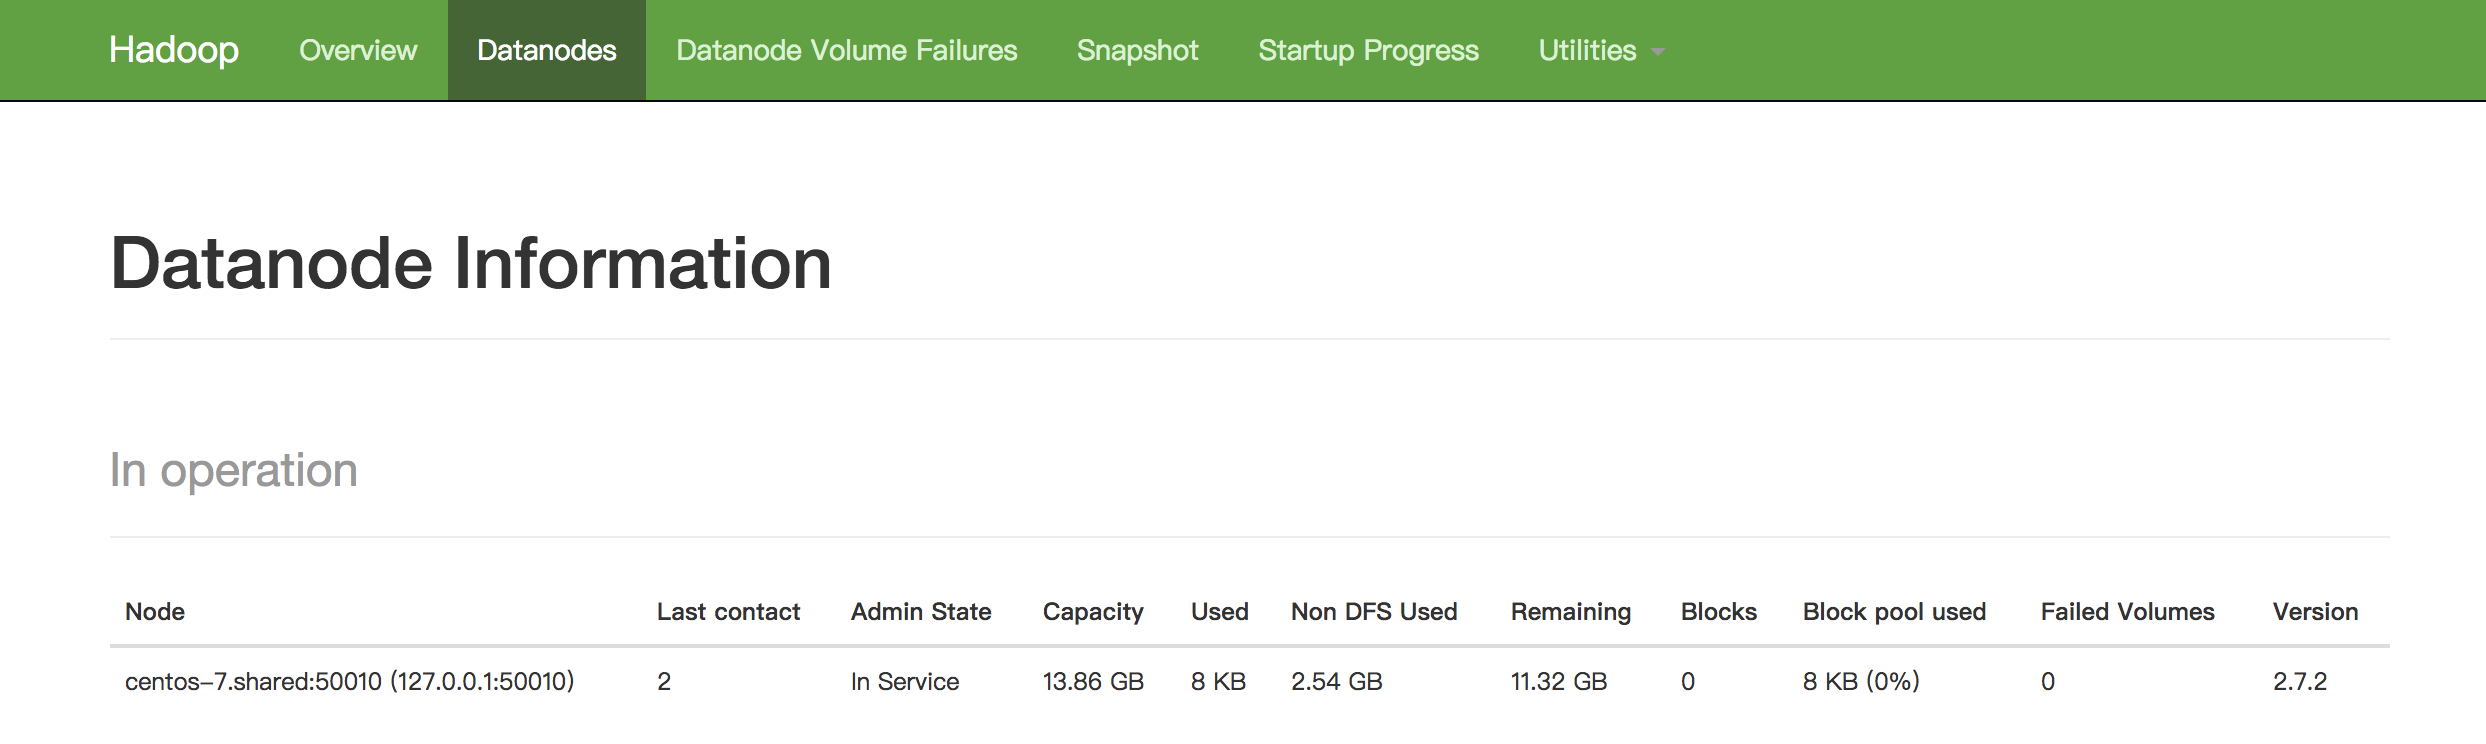 Hadoop Overview Datanodes Datanode Volume Failures Snapshot Startup Progress Utilities
Datanode Information
In operation
Node Last contact Admin State Capacity Used Non DFS Used Remaining Blocks Block pool used Failed Volumes Version
centos-7.shared:50010 (127.0.0.1:50010) 2 In Service 13.86 GB 8 KB 2.54 GB 11.32 GB 0 8 KB (0%) 0 2.7.2